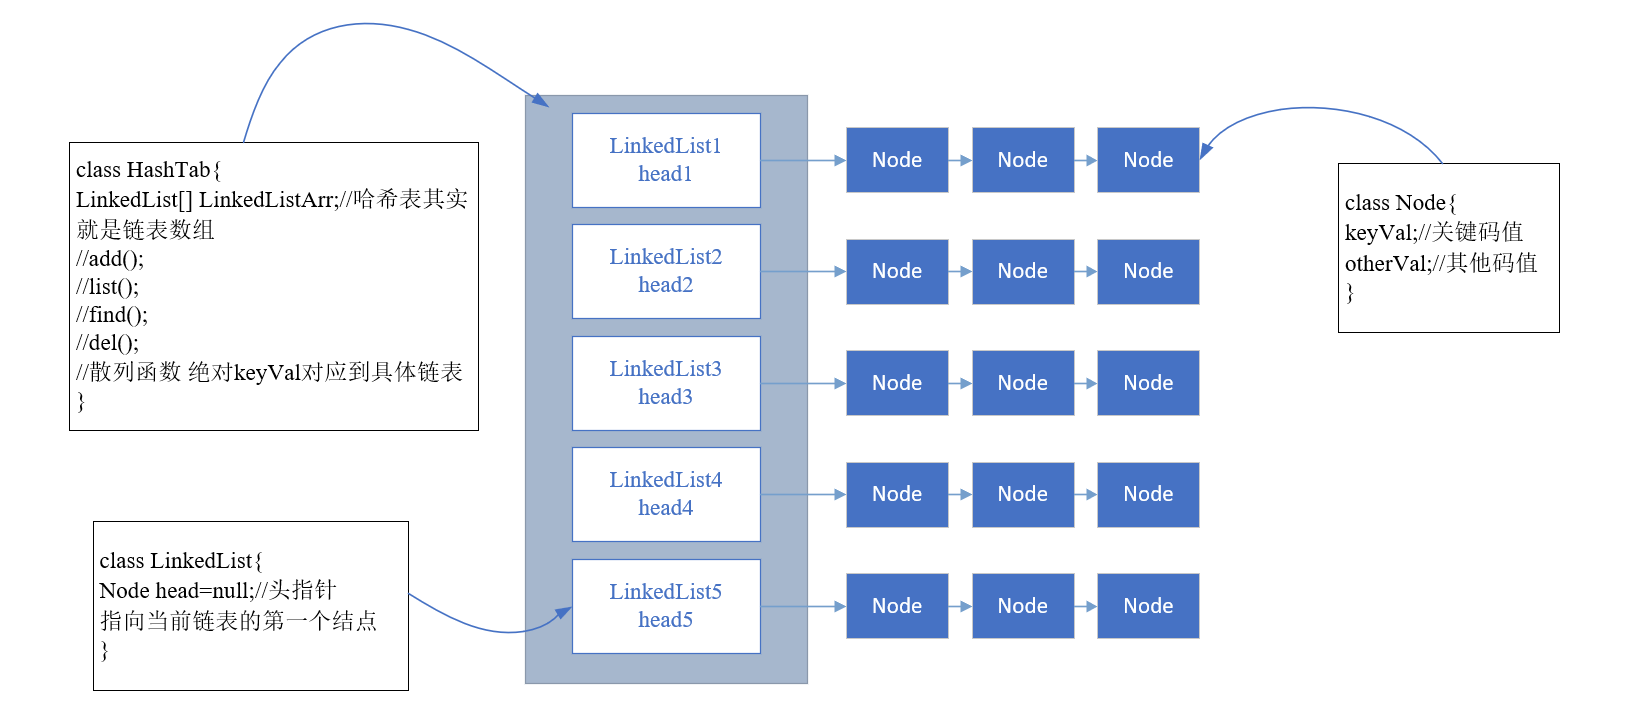 class HashTab{
LinkedList[] LinkedListArr;//哈希表其实
就是链表数组
//add();
//list();
//find();
//del();
//散列函数 绝对keyVal对应到具体链表
}
class LinkedList{
Node head=null;//头指针
指向当前链表的第一个结点
}
LinkedList1
head1
Node
Node
Node
LinkedList2
head2
Node
Node
Node
LinkedList3
head3
Node
Node
Node
LinkedList4
head4
Node
Node
Node
LinkedList5
head5
Node
Node
Node
class Node{
keyVal;//关键码值
otherVal;//其他码值
}